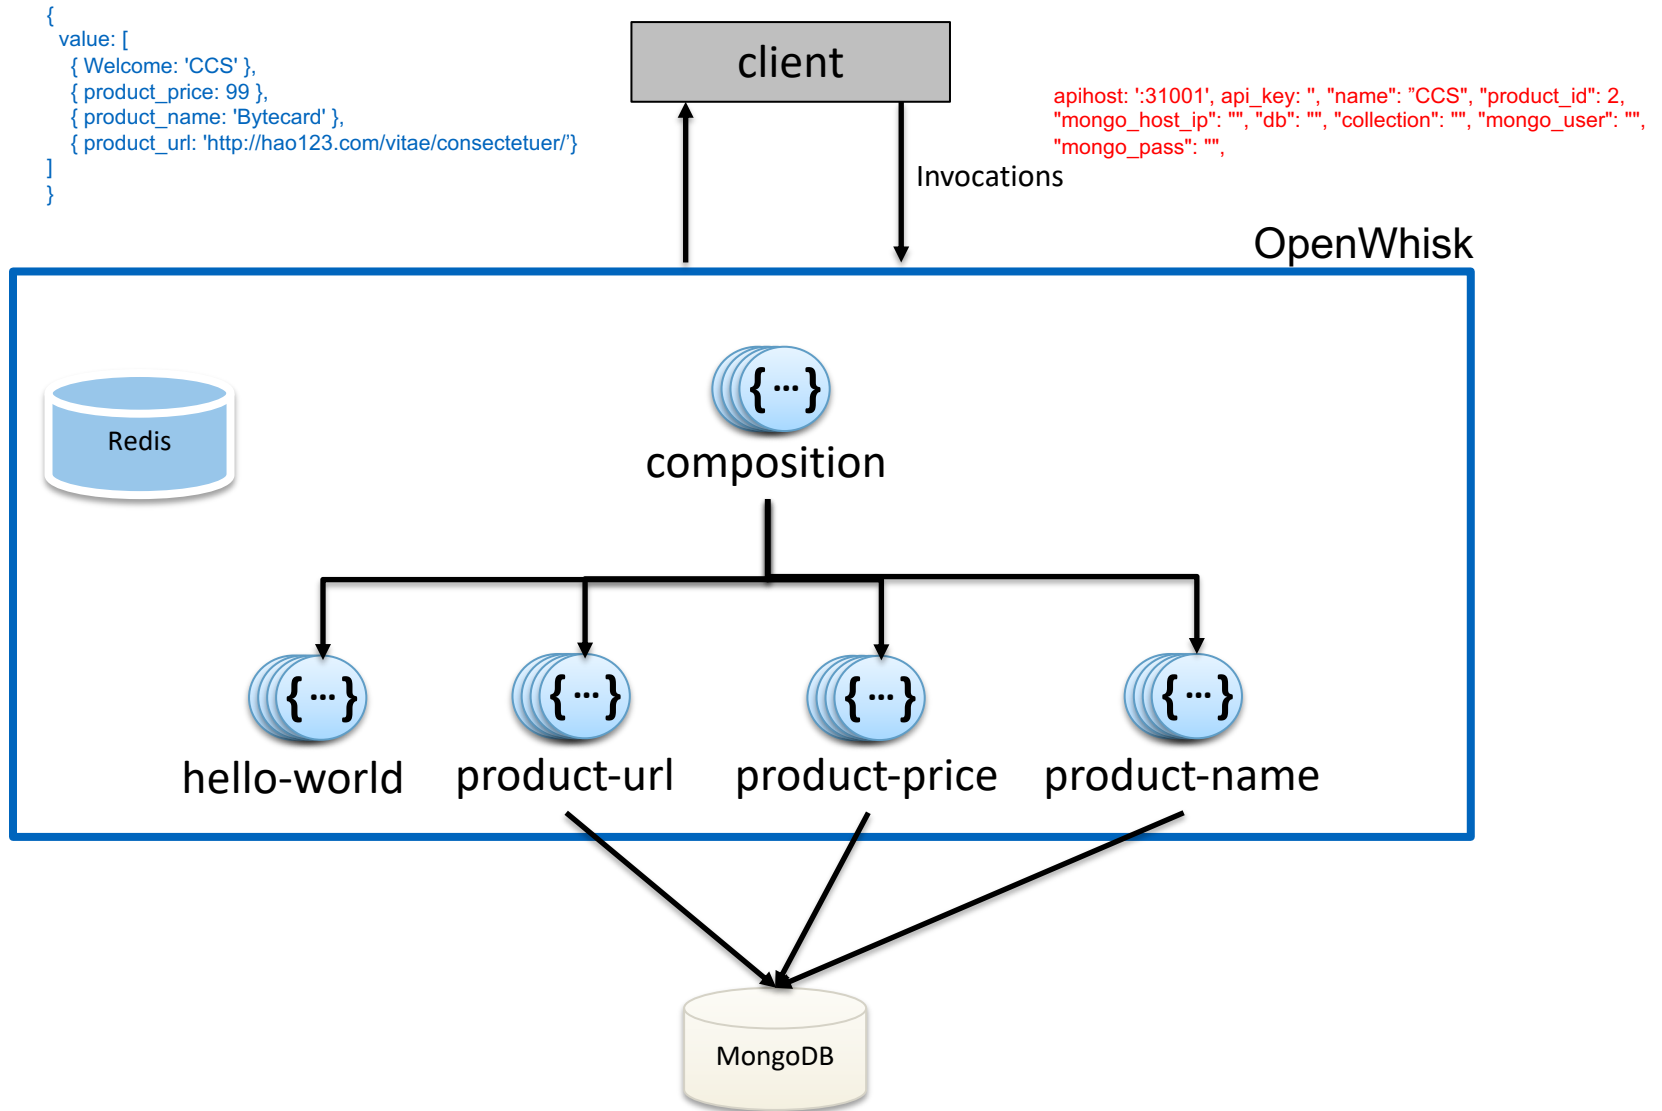 {
value: [
{ Welcome: 'CCS' },
{ product_price: 99 },
{ product_name: 'Bytecard' },
{ product_url: 'http://hao123.com/vitae/consectetuer/'}
]
}
client
apihost: ':31001', api_key: '', "name": "CCS", "product_id": 2,
"mongo_host_ip": "", "db": "", "collection": "", "mongo_user": "",
"mongo_pass": "",
Invocations
OpenWhisk
{ ... }
composition
Redis
{ ... }
{ ... }
{ ... }
{ ... }
hello-world
product-url
product-price
product-name
MongoDB